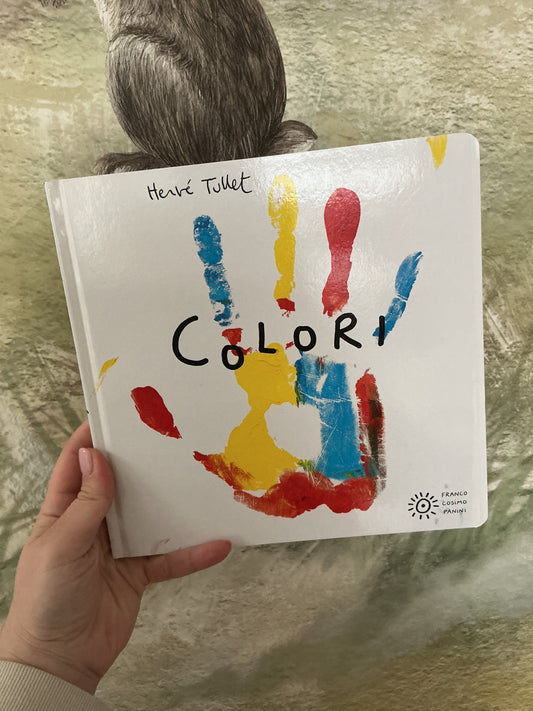 Hervé Tullet
COLORI
FRANCO
COSIMO
PANINI